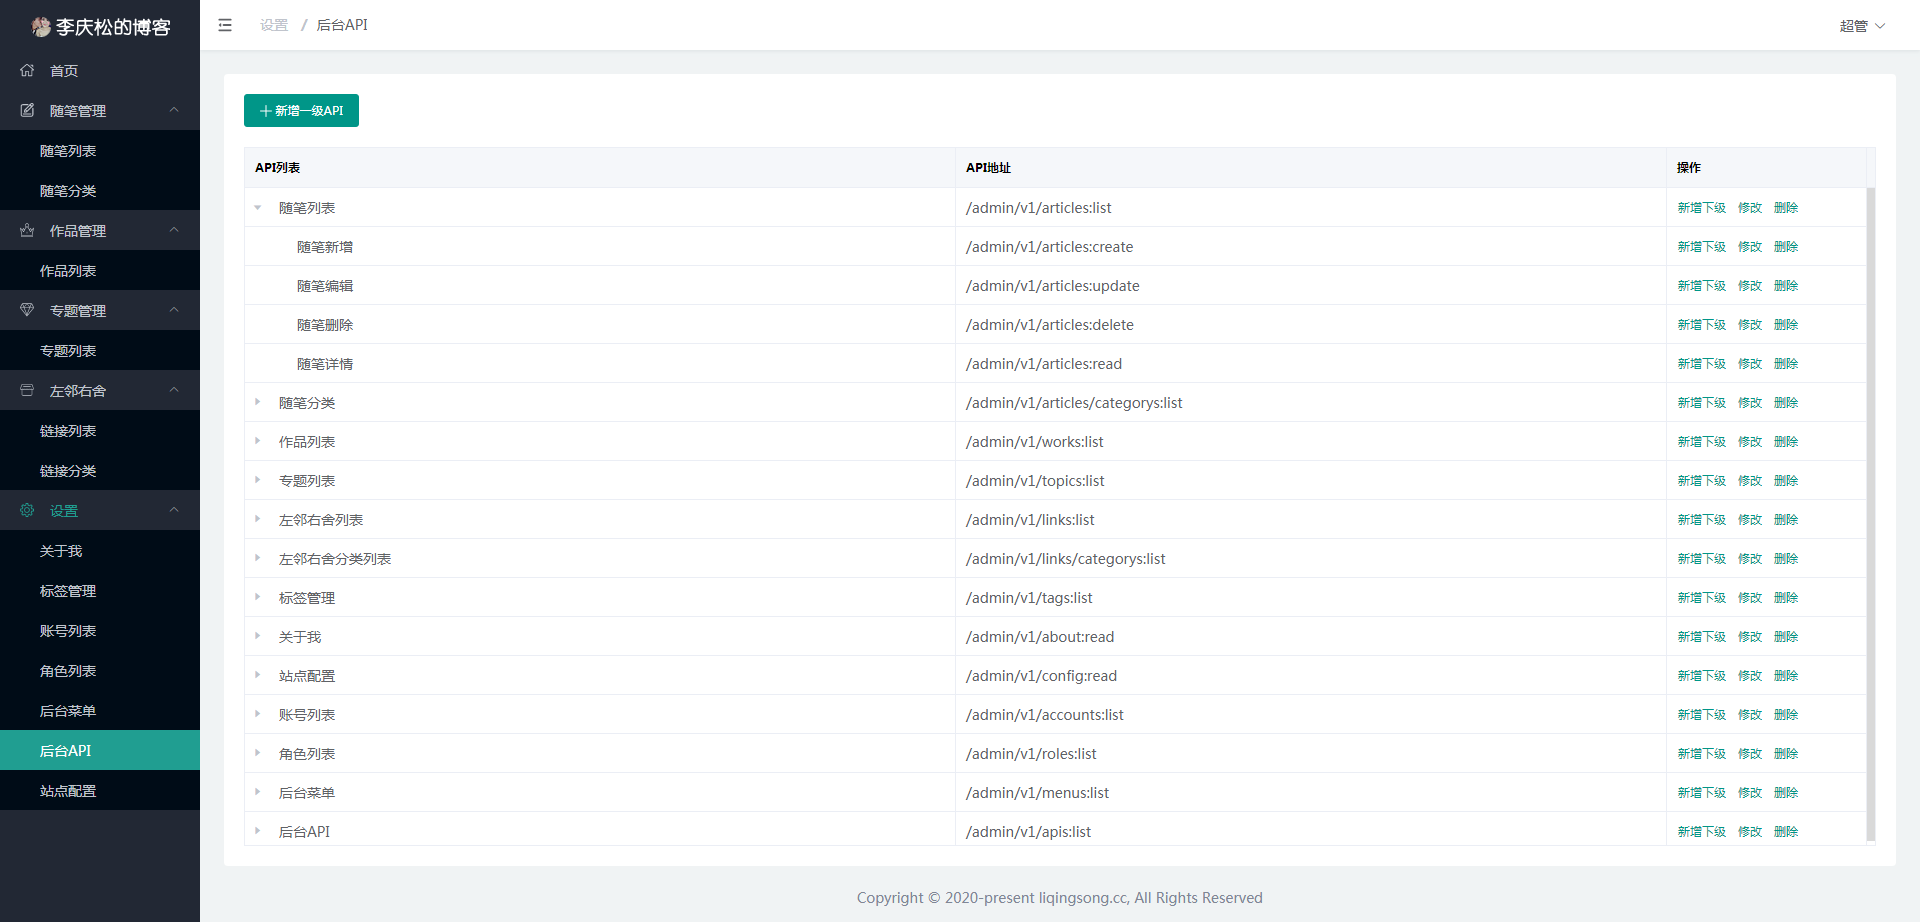 李庆松的博客
首页
随笔管理
随笔列表
随笔分类
作品管理
作品列表
专题管理
专题列表
左邻右舍
链接列表
链接分类
设置
关于我
标签管理
账号列表
角色列表
后台菜单
后台API
站点配置
设置 / 后台API
超管
新增一级API
API列表 API地址 操作
随笔列表 /admin/v1/articles:list 新增下级 修改 删除
随笔新增 /admin/v1/articles:create 新增下级 修改 删除
随笔编辑 /admin/v1/articles:update 新增下级 修改 删除
随笔删除 /admin/v1/articles:delete 新增下级 修改 删除
随笔详情 /admin/v1/articles:read 新增下级 修改 删除
随笔分类 /admin/v1/articles/categorys:list 新增下级 修改 删除
作品列表 /admin/v1/works:list 新增下级 修改 删除
专题列表 /admin/v1/topics:list 新增下级 修改 删除
左邻右舍列表 /admin/v1/links:list 新增下级 修改 删除
左邻右舍分类列表 /admin/v1/links/categorys:list 新增下级 修改 删除
标签管理 /admin/v1/tags:list 新增下级 修改 删除
关于我 /admin/v1/about:read 新增下级 修改 删除
站点配置 /admin/v1/config:read 新增下级 修改 删除
账号列表 /admin/v1/accounts:list 新增下级 修改 删除
角色列表 /admin/v1/roles:list 新增下级 修改 删除
后台菜单 /admin/v1/menus:list 新增下级 修改 删除
后台API /admin/v1/apis:list 新增下级 修改 删除
Copyright © 2020-present liqingsong.cc, All Rights Reserved